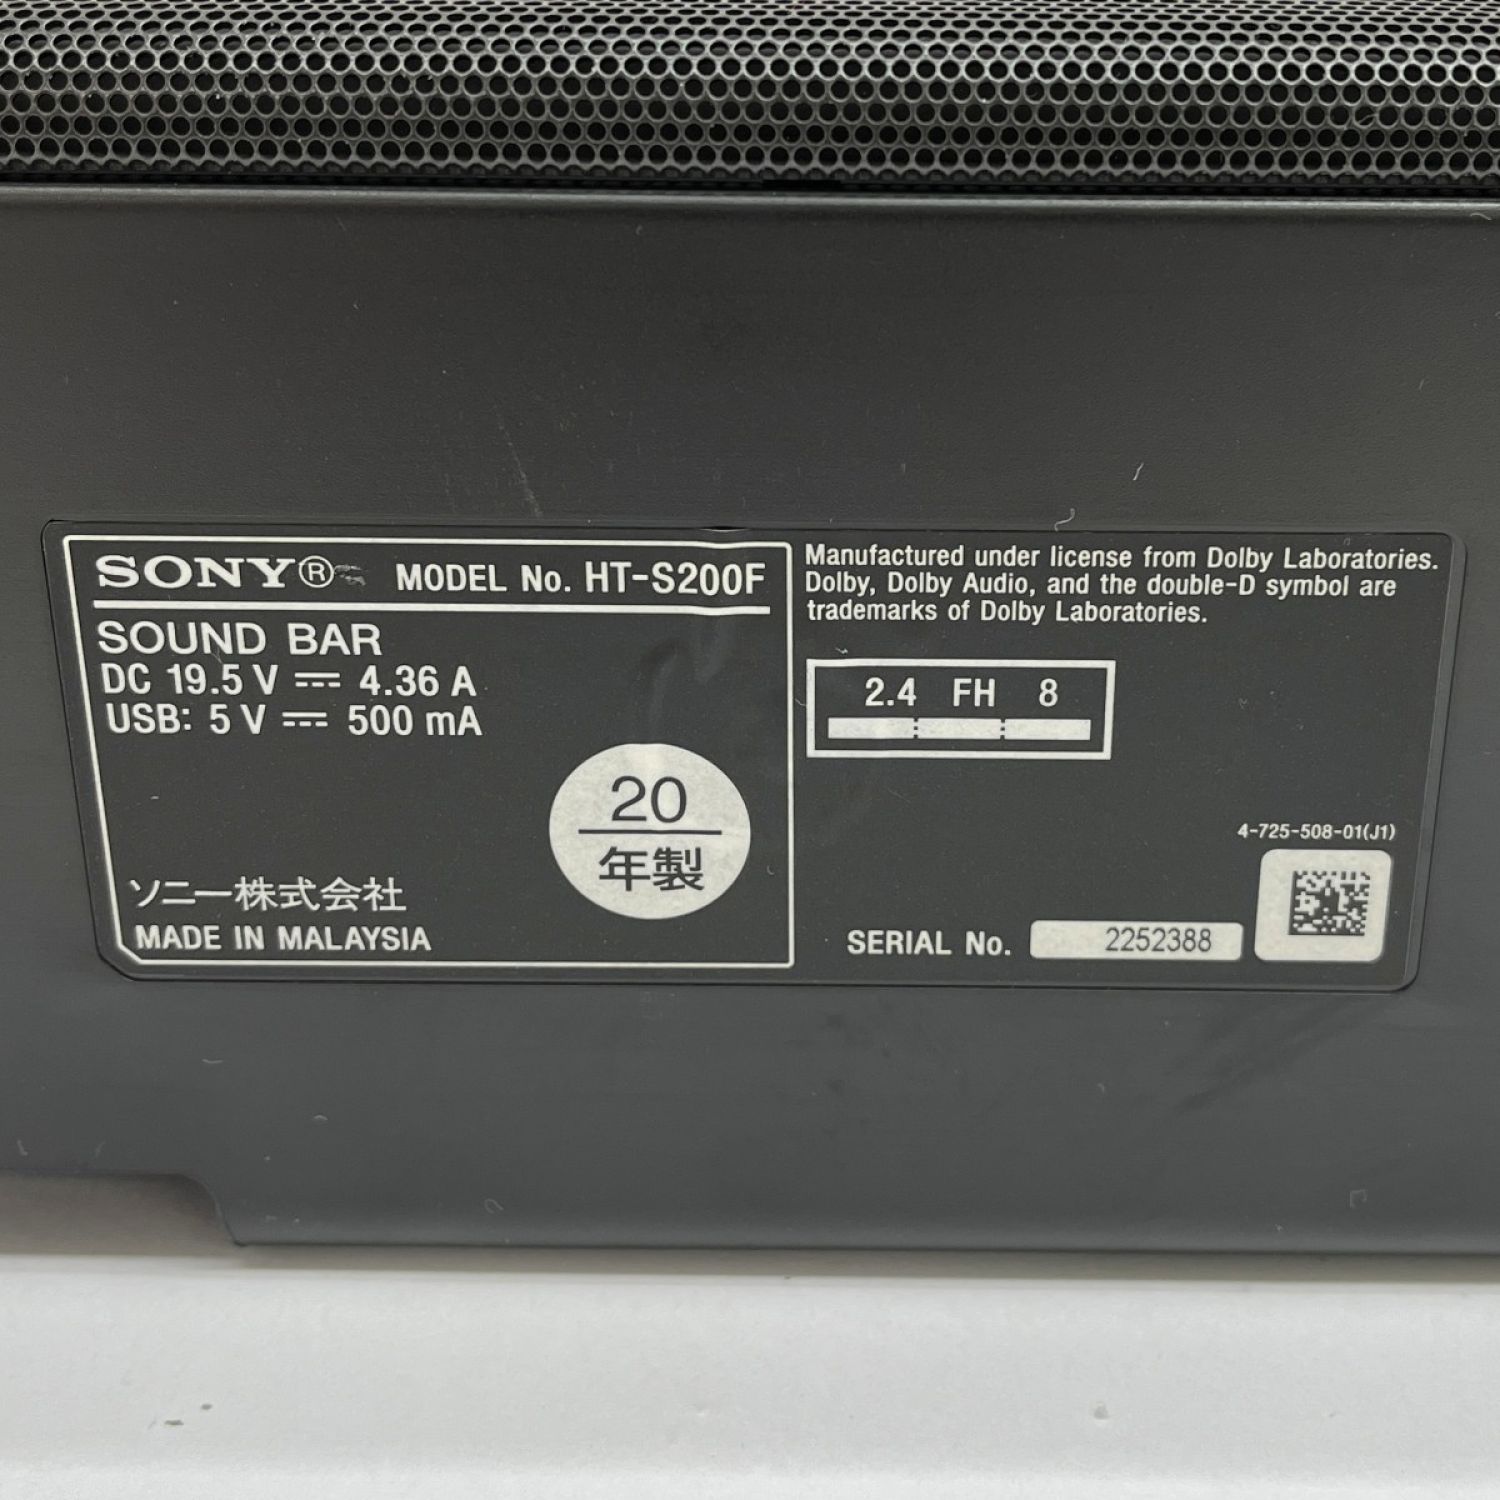 SONY® MODEL No. HT-S200F
SOUND BAR
DC 19.5 V ⎓ 4.36 A
USB: 5 V ⎓ 500 mA
20
年製
ソニー株式会社
MADE IN MALAYSIA
Manufactured under license from Dolby Laboratories.
Dolby, Dolby Audio, and the double-D symbol are
trademarks of Dolby Laboratories.
2.4 FH 8
4-725-508-01(J1)
SERIAL No. 2252388